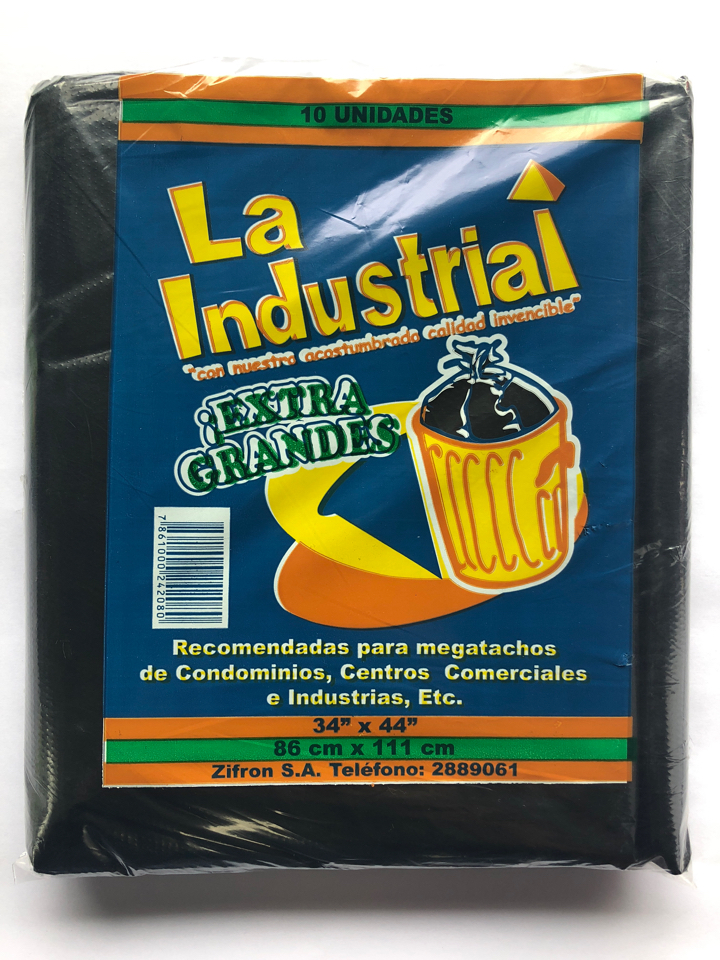 10 UNIDADES
La
Industrial
"con nuestra acostumbrada calidad invencible"
¡EXTRA
GRANDES
7861000242080
Recomendadas para megatachos
de Condominios, Centros Comerciales
e Industrias, Etc.
34” x 44”
86 cm x 111 cm
Zifron S.A. Teléfono: 2889061